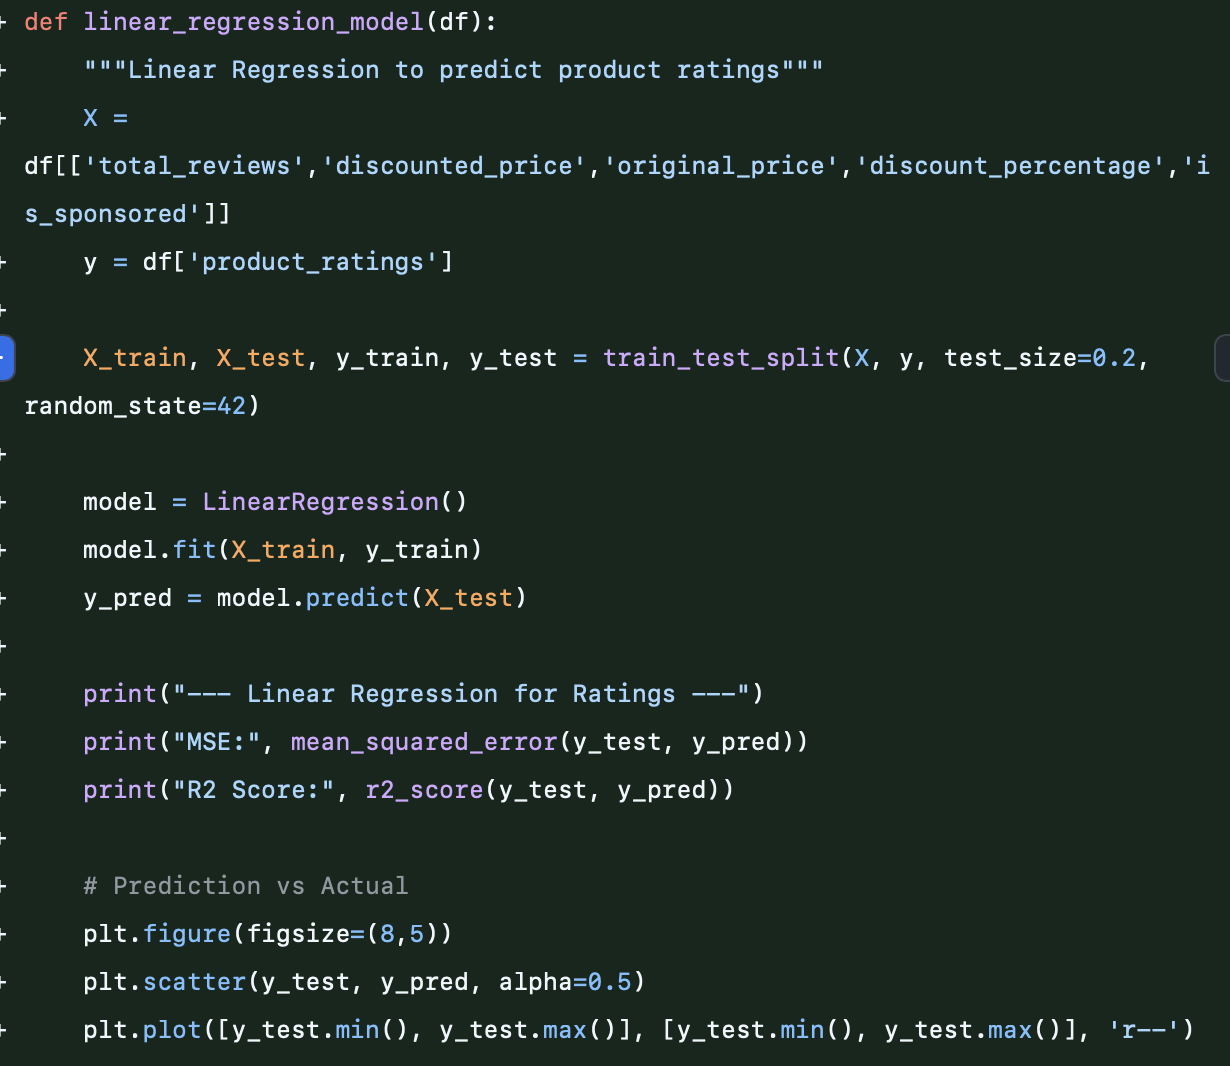 + def linear_regression_model(df):
+     """Linear Regression to predict product ratings"""
+     X =
df[['total_reviews','discounted_price','original_price','discount_percentage','i
s_sponsored']]
+     y = df['product_ratings']
+
+     X_train, X_test, y_train, y_test = train_test_split(X, y, test_size=0.2,
random_state=42)
+
+     model = LinearRegression()
+     model.fit(X_train, y_train)
+     y_pred = model.predict(X_test)
+
+     print("--- Linear Regression for Ratings ---")
+     print("MSE:", mean_squared_error(y_test, y_pred))
+     print("R2 Score:", r2_score(y_test, y_pred))
+
+     # Prediction vs Actual
+     plt.figure(figsize=(8,5))
+     plt.scatter(y_test, y_pred, alpha=0.5)
+     plt.plot([y_test.min(), y_test.max()], [y_test.min(), y_test.max()], 'r--')